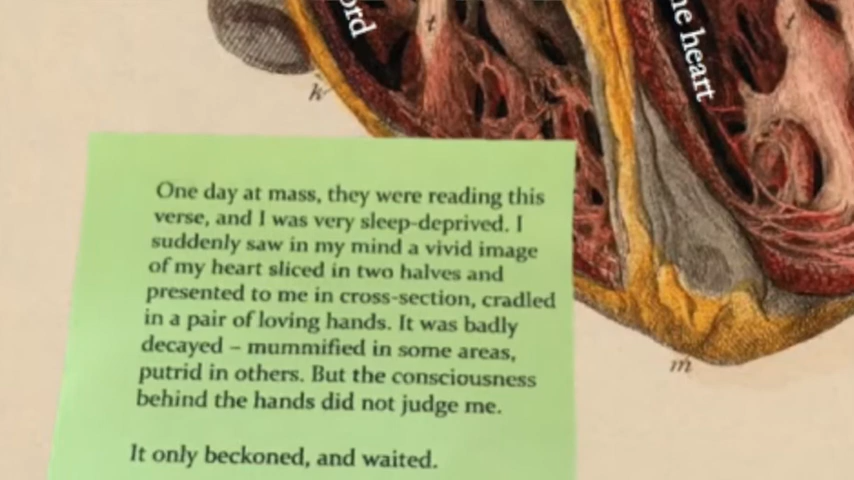 ord
he heart
t
t
k
One day at mass, they were reading this
verse, and I was very sleep-deprived. I
suddenly saw in my mind a vivid image
of my heart sliced in two halves and
presented to me in cross-section, cradled
in a pair of loving hands. It was badly
decayed – mummified in some areas,
putrid in others. But the consciousness
behind the hands did not judge me.
It only beckoned, and waited.
m